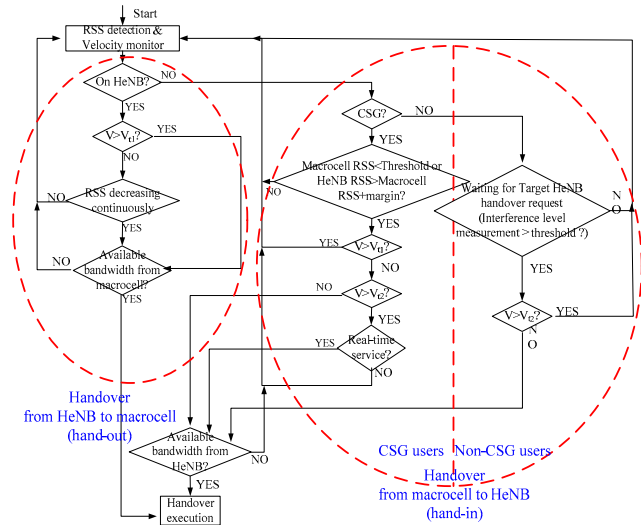 Start
RSS detection &
Velocity monitor
On HeNB?
NO
YES
V>Vt1?
YES
NO
RSS decreasing
continuously
NO
YES
Available
bandwidth from
macrocell?
NO
YES
CSG?
NO
YES
Macrocell RSS<Threshold or
HeNB RSS>Macrocell
RSS+margin?
NO
YES
V>Vt1?
YES
NO
V>Vt2?
NO
YES
Real-time
service?
YES
NO
Waiting for Target HeNB
handover request
(Interference level
measurement > threshold ?)
N
O
YES
V>Vt2?
YES
N
O
Handover
from HeNB to macrocell
(hand-out)
Available
bandwidth from
HeNB?
NO
YES
Handover
execution
CSG users
Non-CSG users
Handover
from macrocell to HeNB
(hand-in)